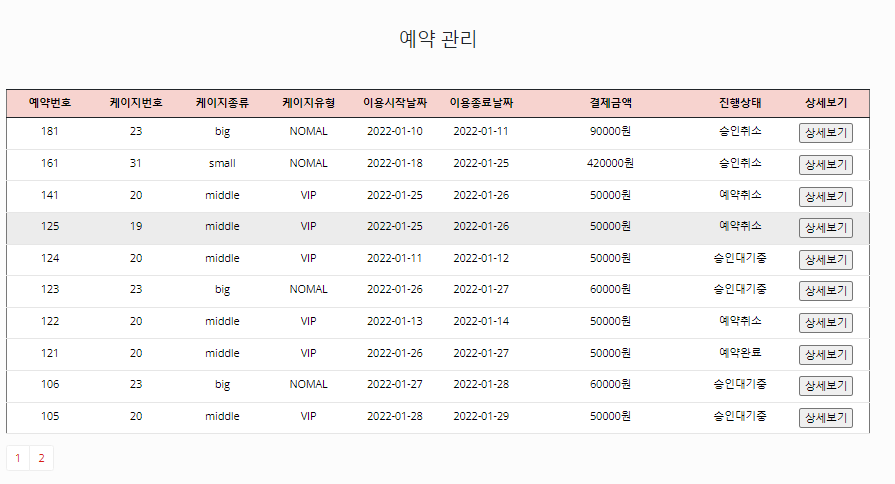 예약 관리
예약번호 케이지번호 케이지종류 케이지유형 이용시작날짜 이용종료날짜 결제금액 진행상태 상세보기
181 23 big NOMAL 2022-01-10 2022-01-11 90000원 승인취소 상세보기
161 31 small NOMAL 2022-01-18 2022-01-25 420000원 승인취소 상세보기
141 20 middle VIP 2022-01-25 2022-01-26 50000원 예약취소 상세보기
125 19 middle VIP 2022-01-25 2022-01-26 50000원 예약취소 상세보기
124 20 middle VIP 2022-01-11 2022-01-12 50000원 승인대기중 상세보기
123 23 big NOMAL 2022-01-26 2022-01-27 60000원 승인대기중 상세보기
122 20 middle VIP 2022-01-13 2022-01-14 50000원 예약취소 상세보기
121 20 middle VIP 2022-01-26 2022-01-27 50000원 예약완료 상세보기
106 23 big NOMAL 2022-01-27 2022-01-28 60000원 승인대기중 상세보기
105 20 middle VIP 2022-01-28 2022-01-29 50000원 승인대기중 상세보기
1 2